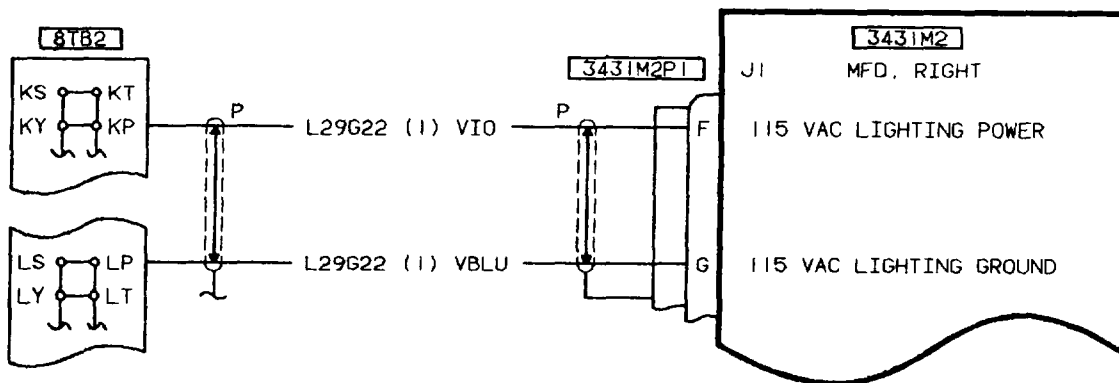 8TB2
3431M2
3431M2P1
J1 MFD, RIGHT
KS KT
P
P
KY KP
L29G22 (1) VIO
F
115 VAC LIGHTING POWER
LS LP
L29G22 (1) VBLU
G
115 VAC LIGHTING GROUND
LY LT